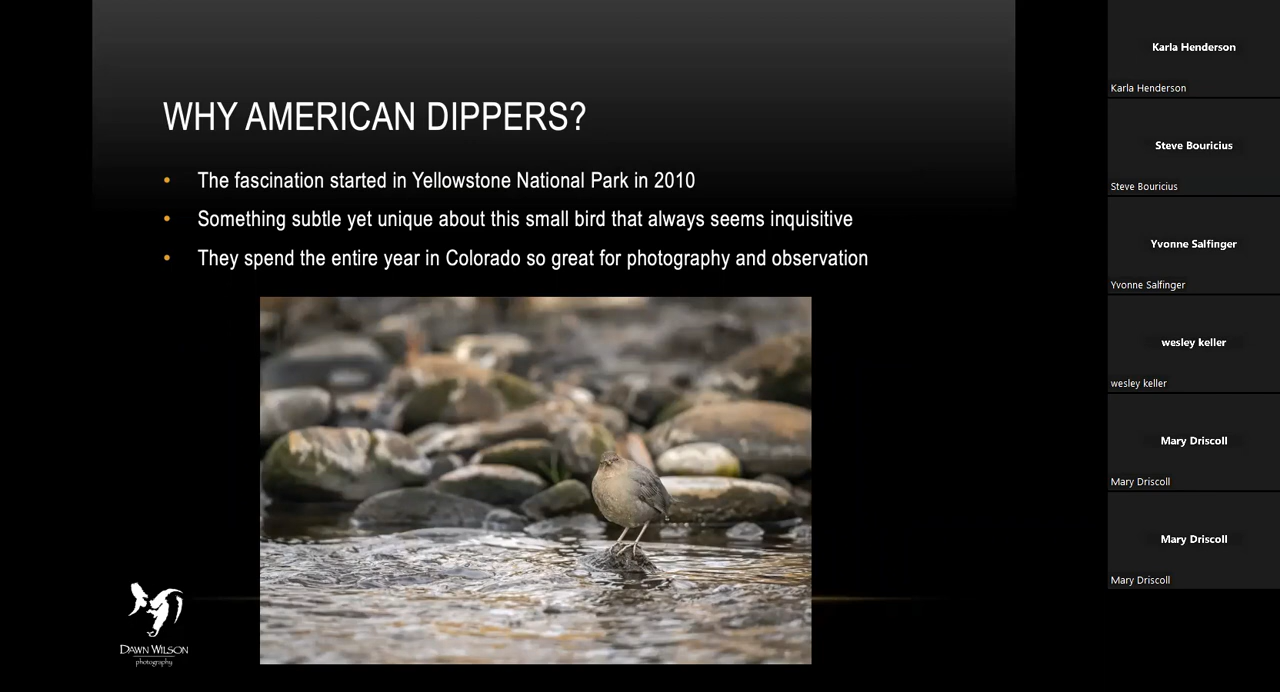 WHY AMERICAN DIPPERS?
• The fascination started in Yellowstone National Park in 2010
• Something subtle yet unique about this small bird that always seems inquisitive
• They spend the entire year in Colorado so great for photography and observation
DAWN WILSON
photography
Karla Henderson
Karla Henderson
Steve Bouricius
Steve Bouricius
Yvonne Salfinger
Yvonne Salfinger
wesley keller
wesley keller
Mary Driscoll
Mary Driscoll
Mary Driscoll
Mary Driscoll